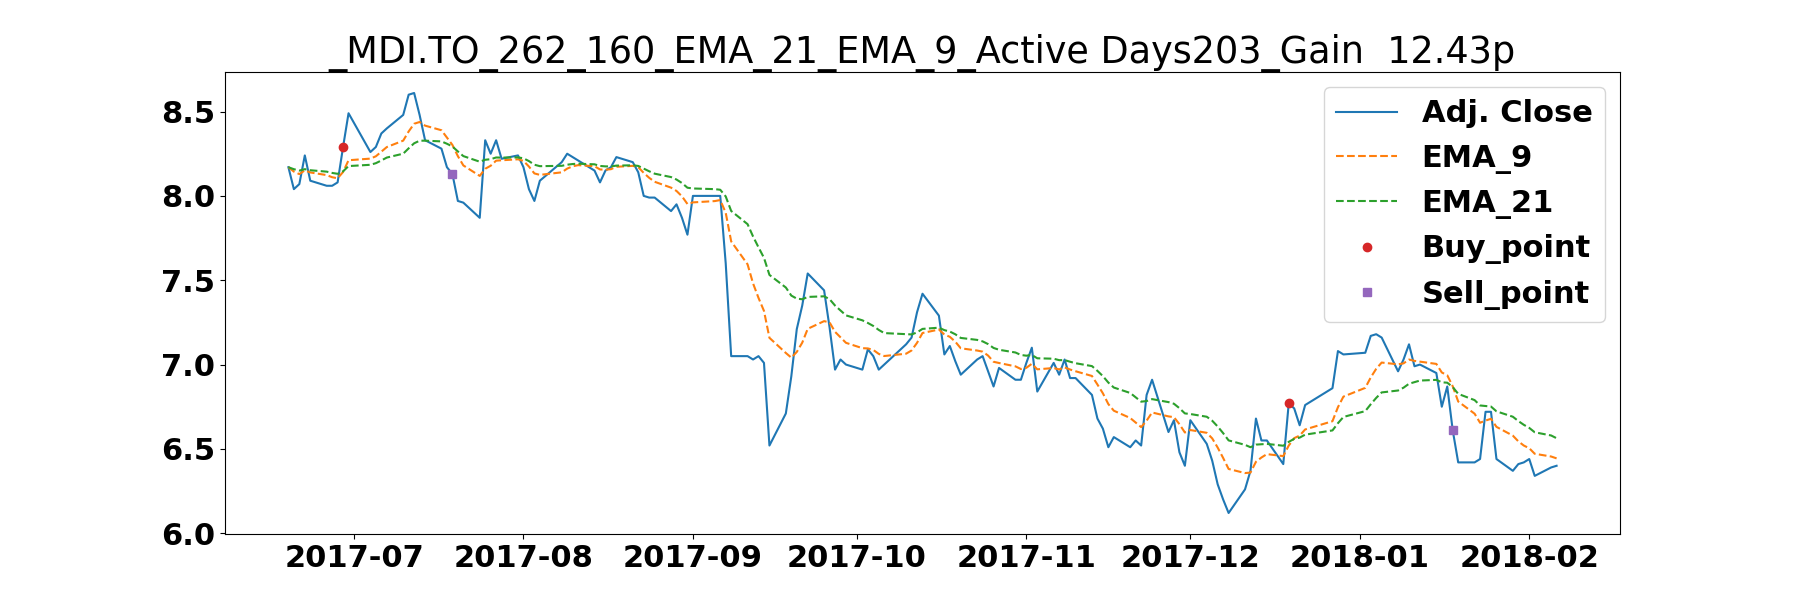 _MDI.TO_262_160_EMA_21_EMA_9_Active Days203_Gain  12.43p
8.5
8.0
7.5
7.0
6.5
6.0
Adj. Close
EMA_9
EMA_21
Buy_point
Sell_point
2017-07 2017-08 2017-09 2017-10 2017-11 2017-12 2018-01 2018-02